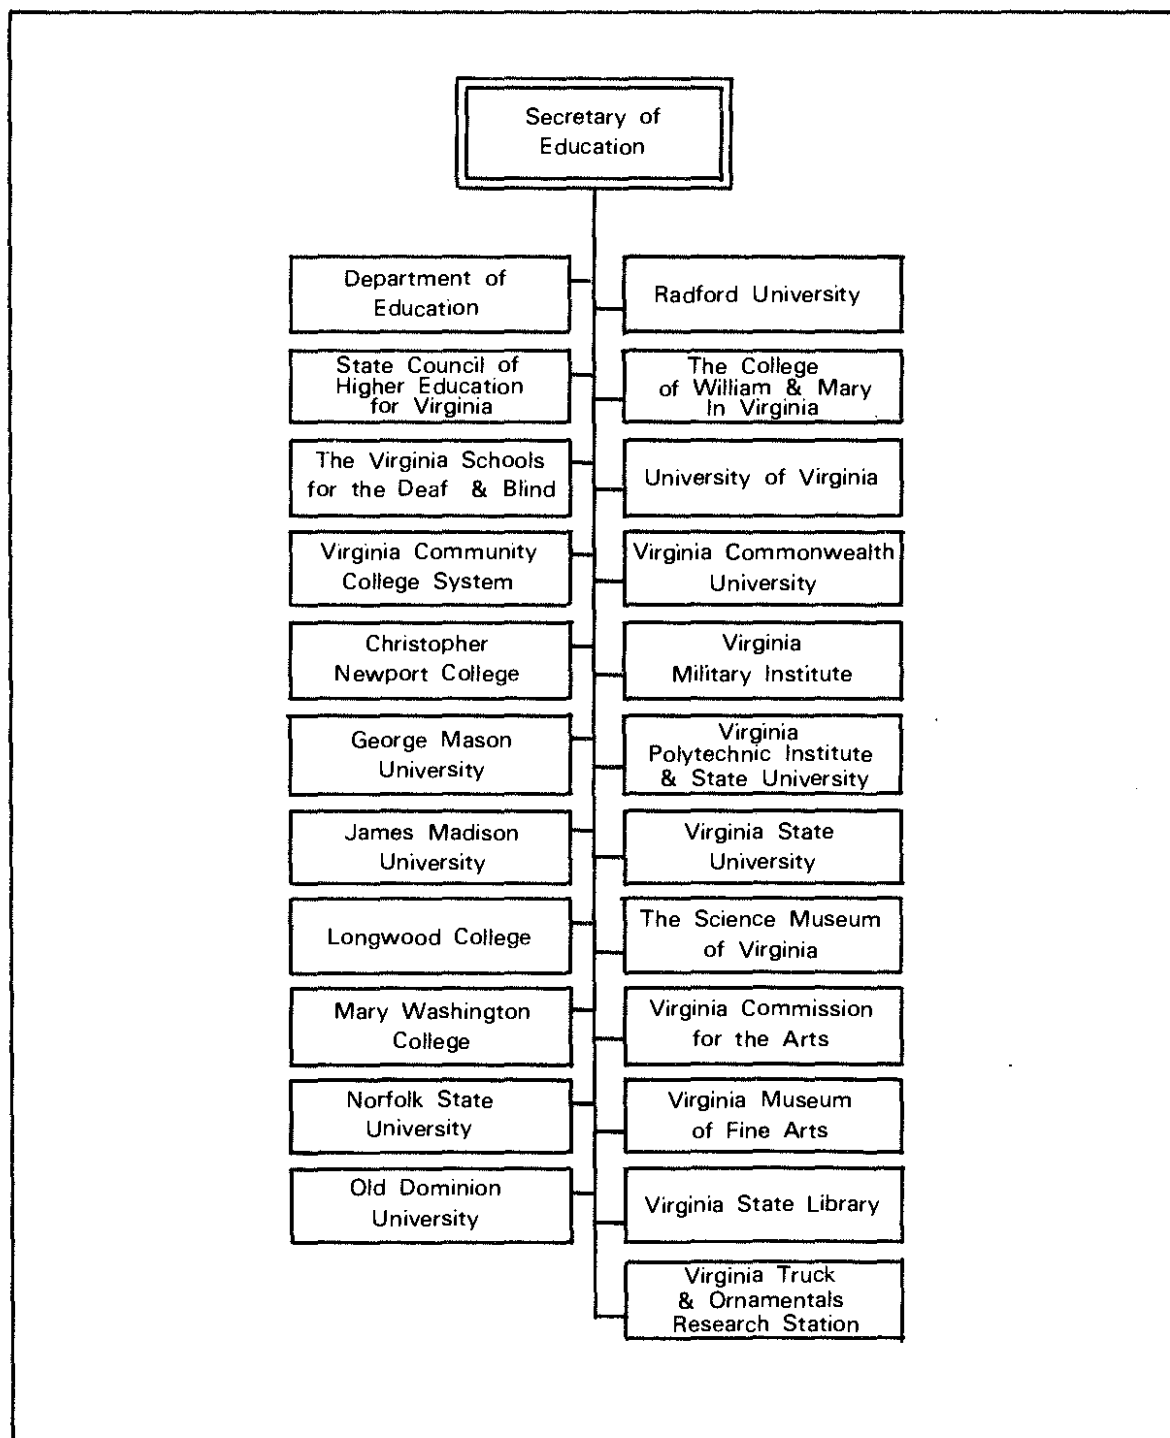 Secretary of
Education
Department of
Education
State Council of
Higher Education
for Virginia
The Virginia Schools
for the Deaf & Blind
Virginia Community
College System
Christopher
Newport College
George Mason
University
James Madison
University
Longwood College
Mary Washington
College
Norfolk State
University
Old Dominion
University
Radford University
The College
of William & Mary
In Virginia
University of Virginia
Virginia Commonwealth
University
Virginia
Military Institute
Virginia
Polytechnic Institute
& State University
Virginia State
University
The Science Museum
of Virginia
Virginia Commission
for the Arts
Virginia Museum
of Fine Arts
Virginia State Library
Virginia Truck
& Ornamentals
Research Station